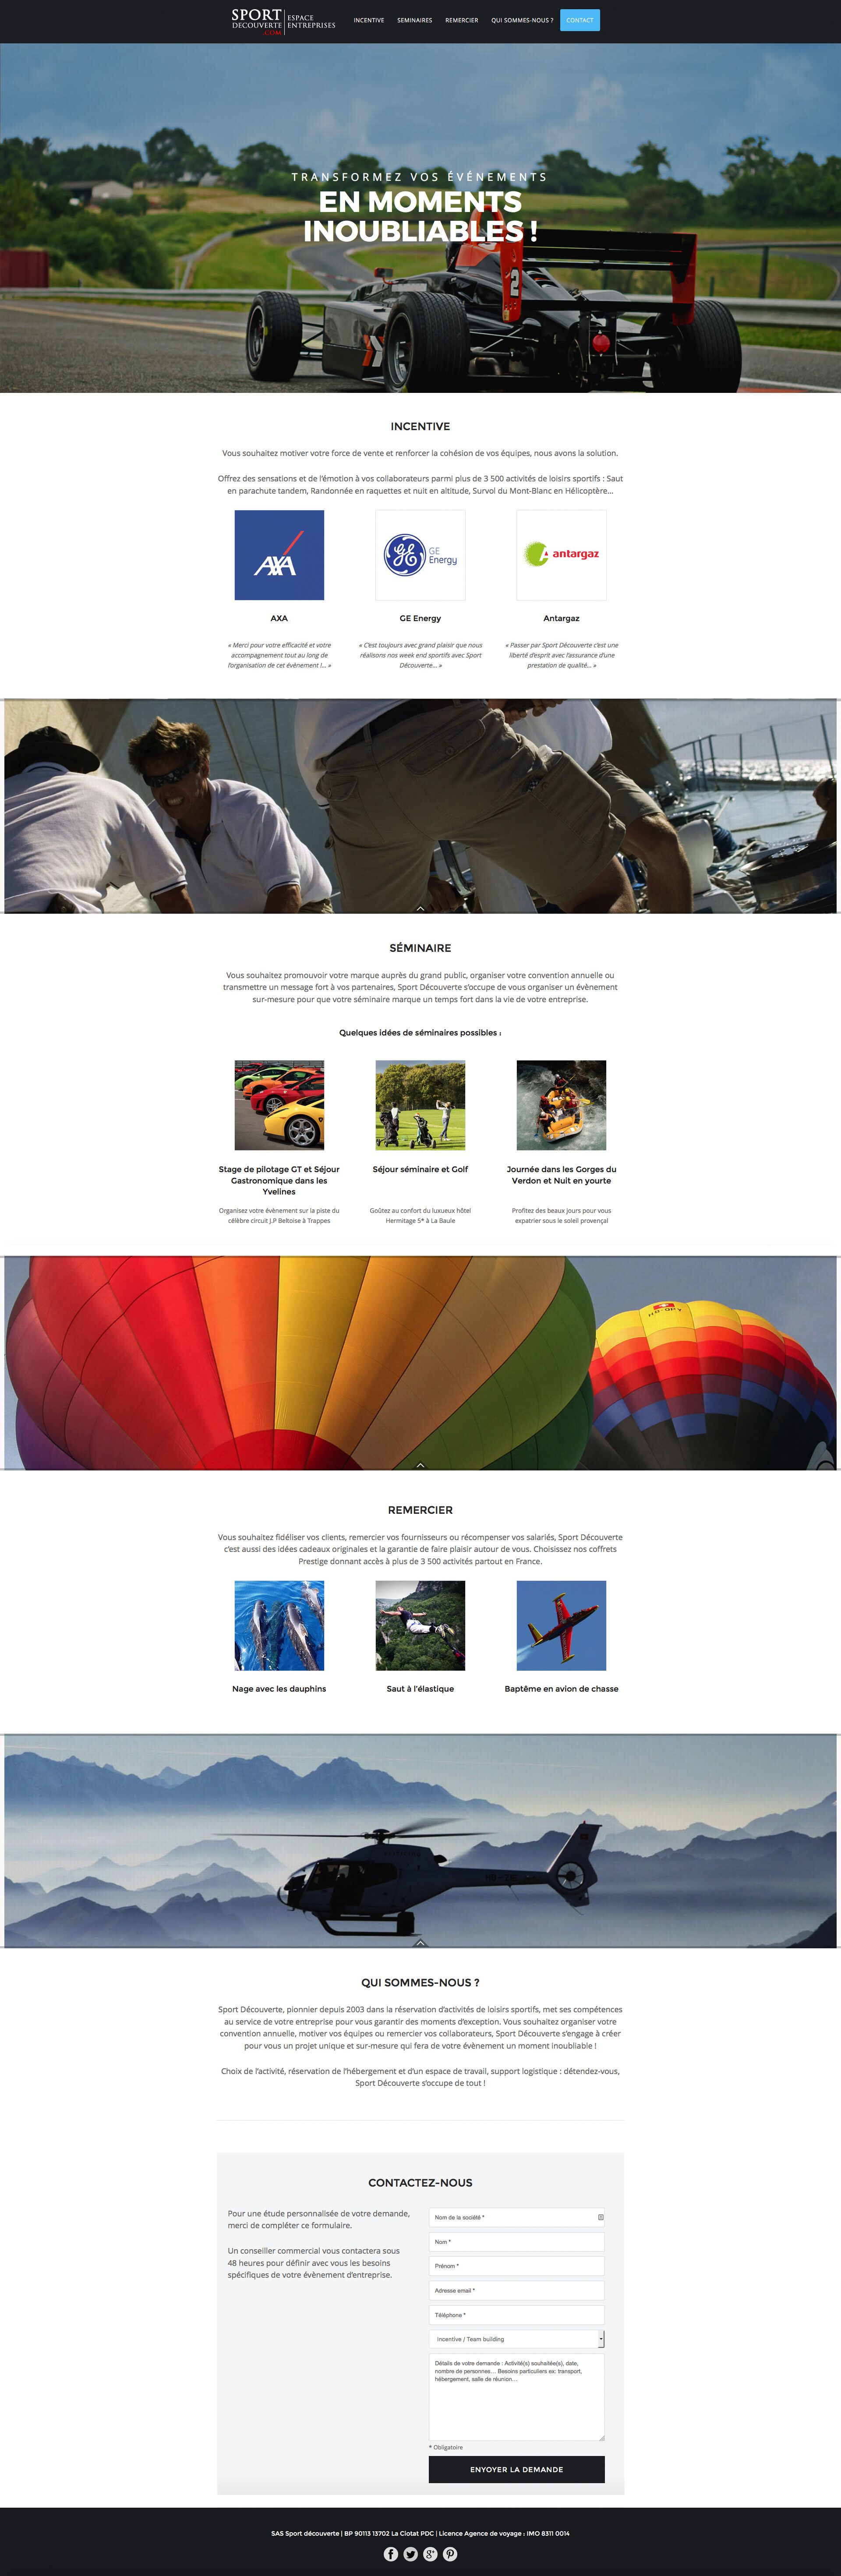 SPORT
DECOUVERTE
.COM
ESPACE
ENTREPRISES
INCENTIVE
SEMINAIRES
REMERCIER
QUI SOMMES-NOUS ?
CONTACT
TRANSFORMEZ VOS ÉVÉNEMENTS
EN MOMENTS
INOUBLIABLES !
2
INCENTIVE
Vous souhaitez motiver votre force de vente et renforcer la cohésion de vos équipes, nous avons la solution.
Offrez des sensations et de l'émotion à vos collaborateurs parmi plus de 3 500 activités de loisirs sportifs : Saut
en parachute tandem, Randonnée en raquettes et nuit en altitude, Survol du Mont-Blanc en Hélicoptère...
AXA
GE
Energy
antargaz
AXA
GE Energy
Antargaz
« Merci pour votre efficacité et votre
accompagnement tout au long de
l'organisation de cet évènement !... »
« C'est toujours avec grand plaisir que nous
réalisons nos week end sportifs avec Sport
Découverte... »
« Passer par Sport Découverte c'est une
liberté d'esprit avec l'assurance d'une
prestation de qualité... »
SÉMINAIRE
Vous souhaitez promouvoir votre marque auprès du grand public, organiser votre convention annuelle ou
transmettre un message fort à vos partenaires, Sport Découverte s'occupe de vous organiser un évènement
sur-mesure pour que votre séminaire marque un temps fort dans la vie de votre entreprise.
Quelques idées de séminaires possibles :
Stage de pilotage GT et Séjour
Gastronomique dans les
Yvelines
Organisez votre évènement sur la piste du
célèbre circuit J.P Beltoise à Trappes
Séjour séminaire et Golf
Goûtez au confort du luxueux hôtel
Hermitage 5* à La Baule
Journée dans les Gorges du
Verdon et Nuit en yourte
Profitez des beaux jours pour vous
expatrier sous le soleil provençal
REMERCIER
Vous souhaitez fidéliser vos clients, remercier vos fournisseurs ou récompenser vos salariés, Sport Découverte
c'est aussi des idées cadeaux originales et la garantie de faire plaisir autour de vous. Choisissez nos coffrets
Prestige donnant accès à plus de 3 500 activités partout en France.
Nage avec les dauphins
Saut à l'élastique
Baptême en avion de chasse
QUI SOMMES-NOUS ?
Sport Découverte, pionnier depuis 2003 dans la réservation d'activités de loisirs sportifs, met ses compétences
au service de votre entreprise pour vous garantir des moments d'exception. Vous souhaitez organiser votre
convention annuelle, motiver vos équipes ou remercier vos collaborateurs, Sport Découverte s'engage à créer
pour vous un projet unique et sur-mesure qui fera de votre évènement un moment inoubliable !
Choix de l'activité, réservation de l'hébergement et d'un espace de travail, support logistique : détendez-vous,
Sport Découverte s'occupe de tout !
CONTACTEZ-NOUS
Pour une étude personnalisée de votre demande,
merci de compléter ce formulaire.
Un conseiller commercial vous contactera sous
48 heures pour définir avec vous les besoins
spécifiques de votre évènement d'entreprise.
Nom de la société *
Nom *
Prénom *
Adresse email *
Téléphone *
Incentive / Team building
Détails de votre demande : Activité(s) souhaitée(s), date,
nombre de personnes... Besoins particuliers ex: transport,
hébergement, salle de réunion...
* Obligatoire
ENVOYER LA DEMANDE
SAS Sport découverte | BP 90113 13702 La Ciotat PDC | Licence Agence de voyage : IMO 8311 0014